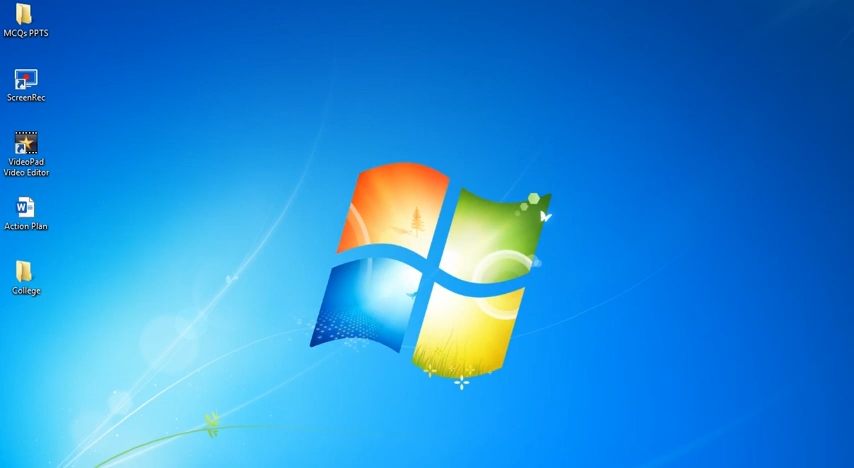 MCQs PPTS
ScreenRec
VideoPad
Video Editor
Action Plan
College